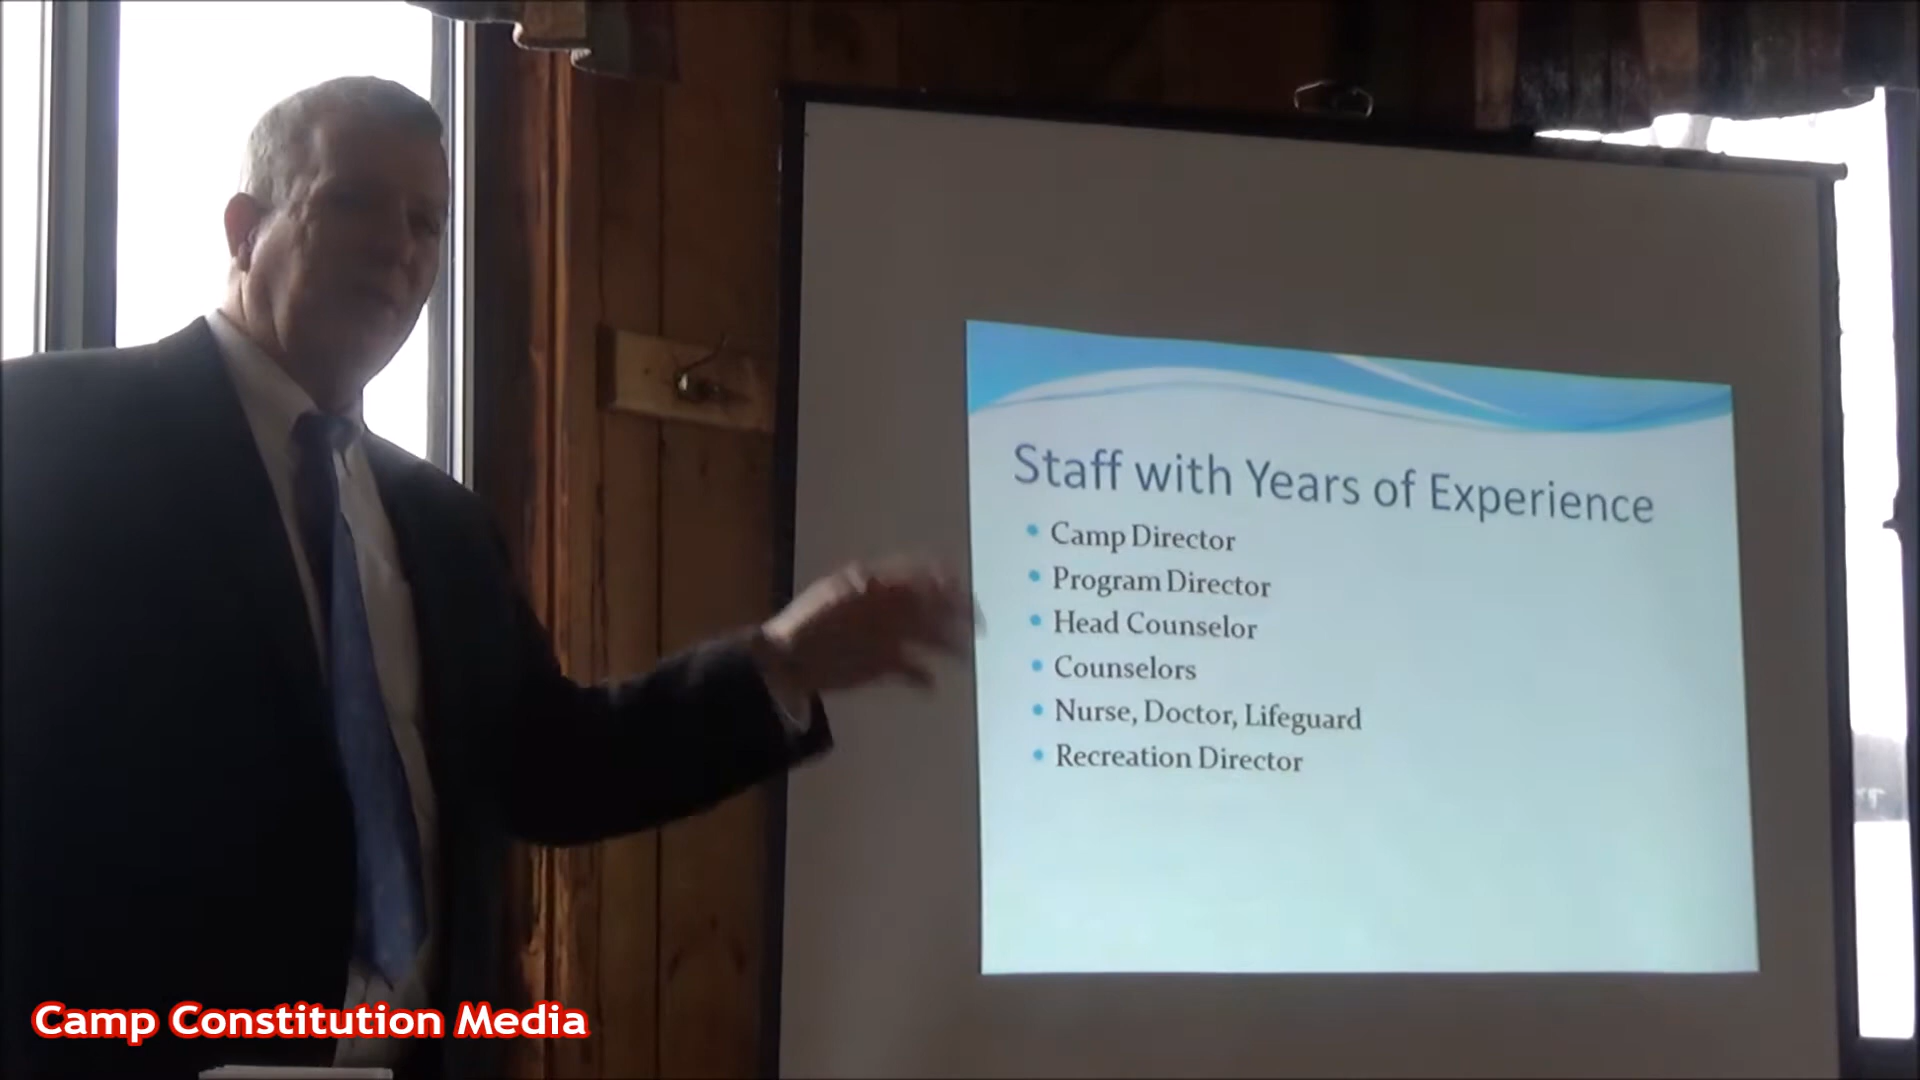 Staff with Years of Experience
Camp Director
Program Director
Head Counselor
Counselors
Nurse, Doctor, Lifeguard
Recreation Director
Camp Constitution Media